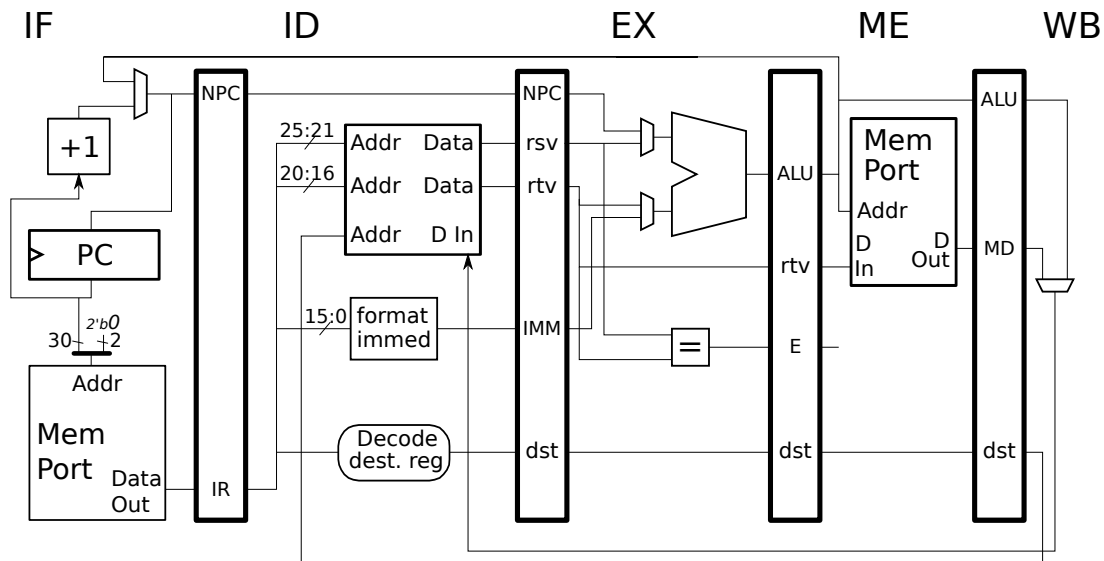 IF ID EX ME WB
NPC NPC ALU
+1
25:21 Addr Data rsv
20:16 Addr Data rtv
Addr D In
ALU
Mem
Port
Addr
D
In
D
Out
MD
PC
rtv
15:0 format
immed
IMM
=
E
30 2'b0 2
Addr
Mem
Port
Data
Out
IR
Decode
dest. reg
dst dst dst